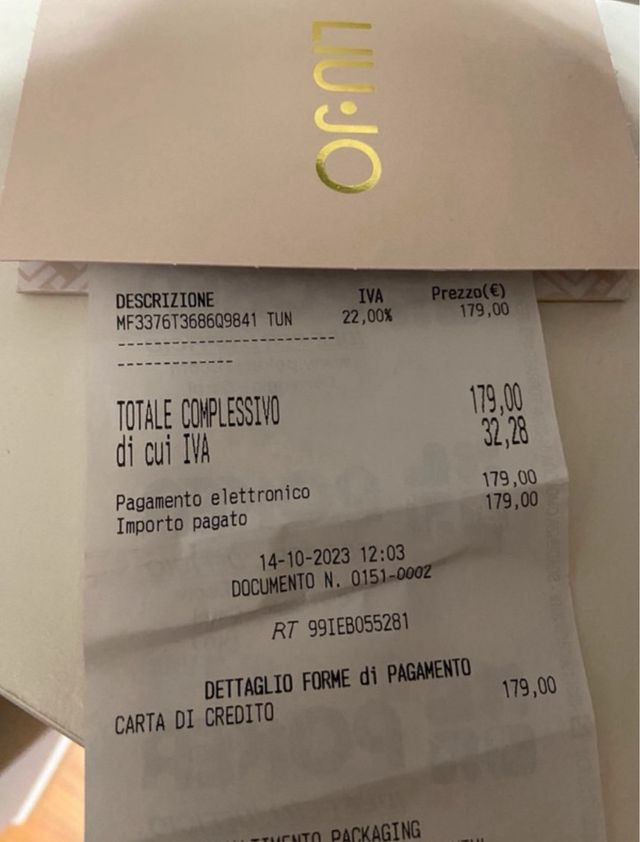 LIU·JO
DESCRIZIONE IVA Prezzo(€)
MF3376T3686Q9841 TUN 22,00% 179,00
------------------------
-------------
TOTALE COMPLESSIVO 179,00
di cui IVA 32,28
Pagamento elettronico 179,00
Importo pagato 179,00
14-10-2023 12:03
DOCUMENTO N. 0151-0002
RT 99IEB055281
DETTAGLIO FORME di PAGAMENTO
CARTA DI CREDITO 179,00
PACKAGING